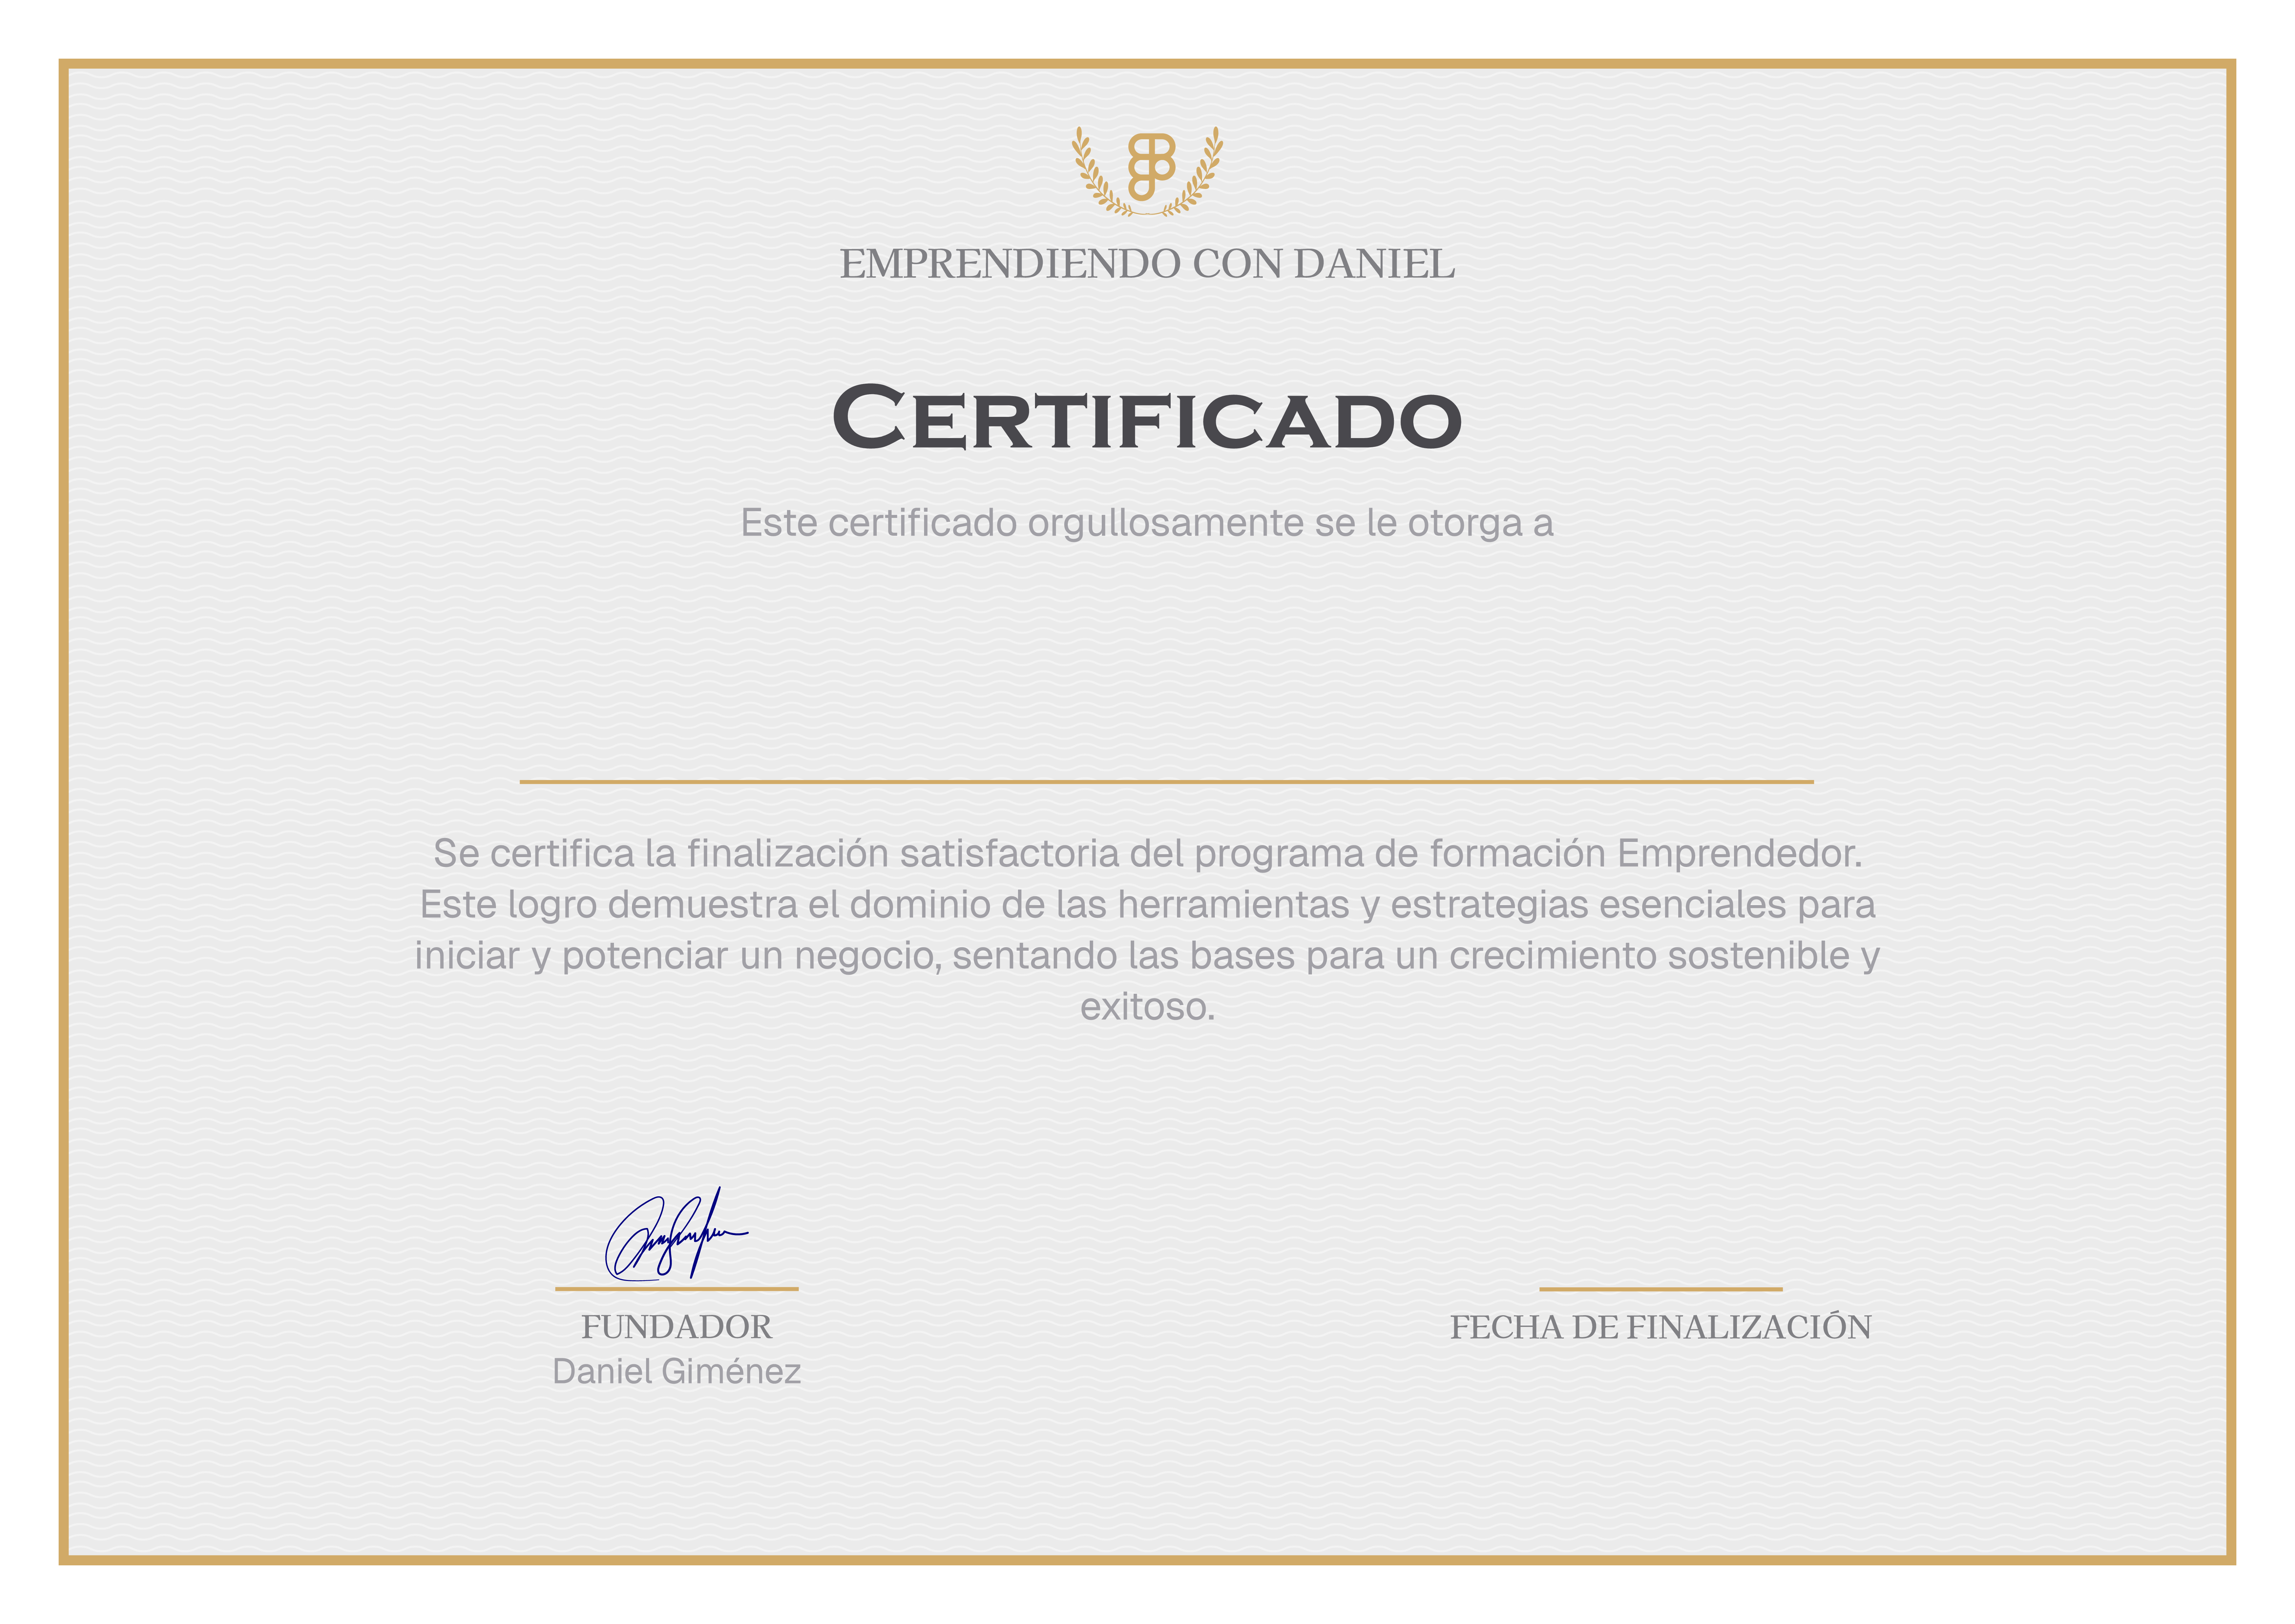 EMPRENDIENDO CON DANIEL
CERTIFICADO
Este certificado orgullosamente se le otorga a
Se certifica la finalización satisfactoria del programa de formación Emprendedor.
Este logro demuestra el dominio de las herramientas y estrategias esenciales para
iniciar y potenciar un negocio, sentando las bases para un crecimiento sostenible y
exitoso.
FUNDADOR
Daniel Giménez
FECHA DE FINALIZACIÓN